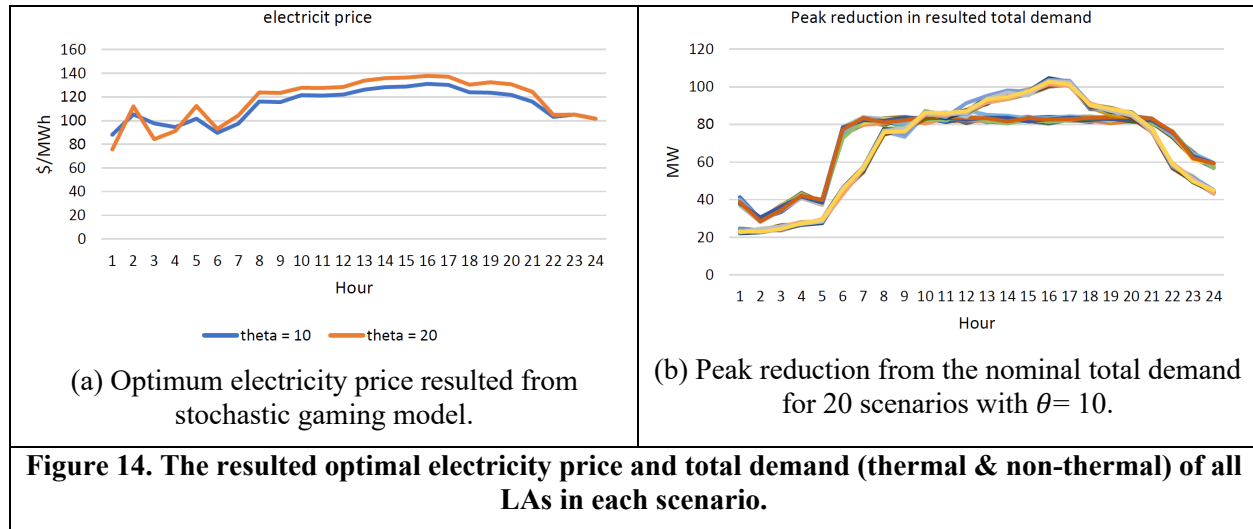 electricit price
160
140
120
100
80
60
40
20
0
$/MWh
1 2 3 4 5 6 7 8 9 10 11 12 13 14 15 16 17 18 19 20 21 22 23 24
Hour
theta = 10 theta = 20
(a) Optimum electricity price resulted from
stochastic gaming model.
Peak reduction in resulted total demand
120
100
80
60
40
20
0
MW
1 2 3 4 5 6 7 8 9 10 11 12 13 14 15 16 17 18 19 20 21 22 23 24
Hour
(b) Peak reduction from the nominal total demand
for 20 scenarios with 𝜃= 10.
Figure 14. The resulted optimal electricity price and total demand (thermal & non-thermal) of all
LAs in each scenario.